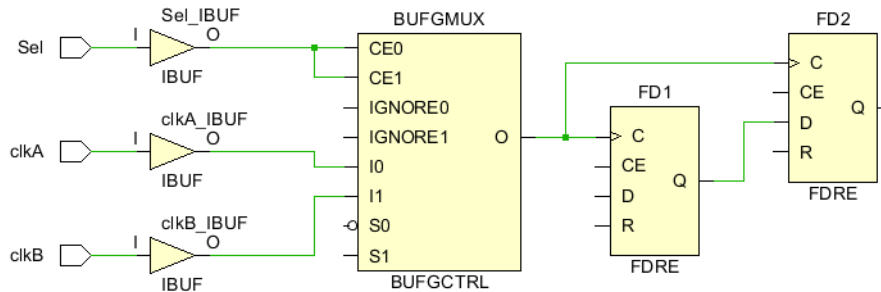 Sel
I
Sel_IBUF
O
IBUF
clkA
I
clkA_IBUF
O
IBUF
clkB
I
clkB_IBUF
O
IBUF
BUFGMUX
CE0
CE1
IGNORE0
IGNORE1
I0
I1
S0
S1
O
BUFGCTRL
FD1
C
CE
D
R
Q
FDRE
FD2
C
CE
D
R
Q
FDRE